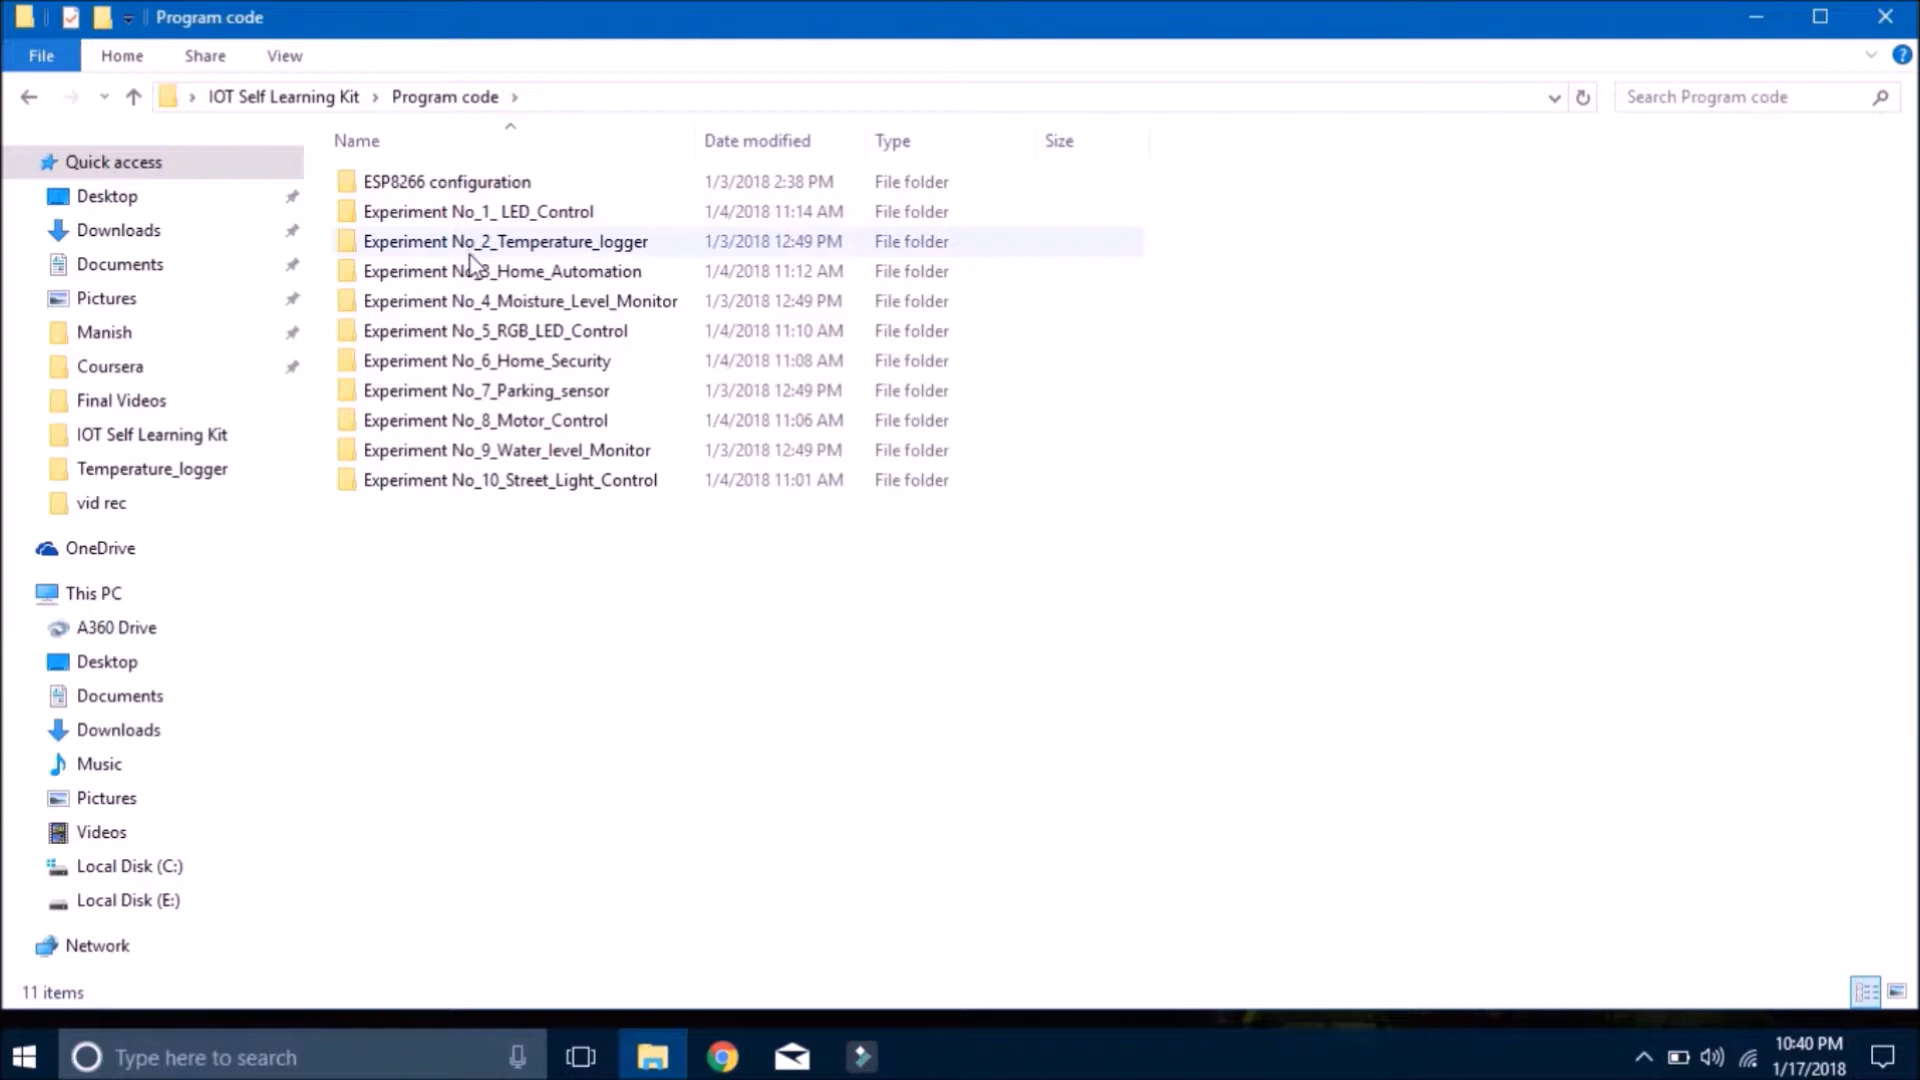 Program code
File Home Share View
IOT Self Learning Kit Program code
Search Program code
Name Date modified Type Size
Quick access
Desktop
Downloads
Documents
Pictures
Manish
Coursera
Final Videos
IOT Self Learning Kit
Temperature_logger
vid rec
OneDrive
This PC
A360 Drive
Desktop
Documents
Downloads
Music
Pictures
Videos
Local Disk (C:)
Local Disk (E:)
Network
ESP8266 configuration 1/3/2018 2:38 PM File folder
Experiment No_1_ LED_Control 1/4/2018 11:14 AM File folder
Experiment No_2_Temperature_logger 1/3/2018 12:49 PM File folder
Experiment No_3_Home_Automation 1/4/2018 11:12 AM File folder
Experiment No_4_Moisture_Level_Monitor 1/3/2018 12:49 PM File folder
Experiment No_5_RGB_LED_Control 1/4/2018 11:10 AM File folder
Experiment No_6_Home_Security 1/4/2018 11:08 AM File folder
Experiment No_7_Parking_sensor 1/3/2018 12:49 PM File folder
Experiment No_8_Motor_Control 1/4/2018 11:06 AM File folder
Experiment No_9_Water_level_Monitor 1/3/2018 12:49 PM File folder
Experiment No_10_Street_Light_Control 1/4/2018 11:01 AM File folder
11 items
Type here to search
10:40 PM
1/17/2018